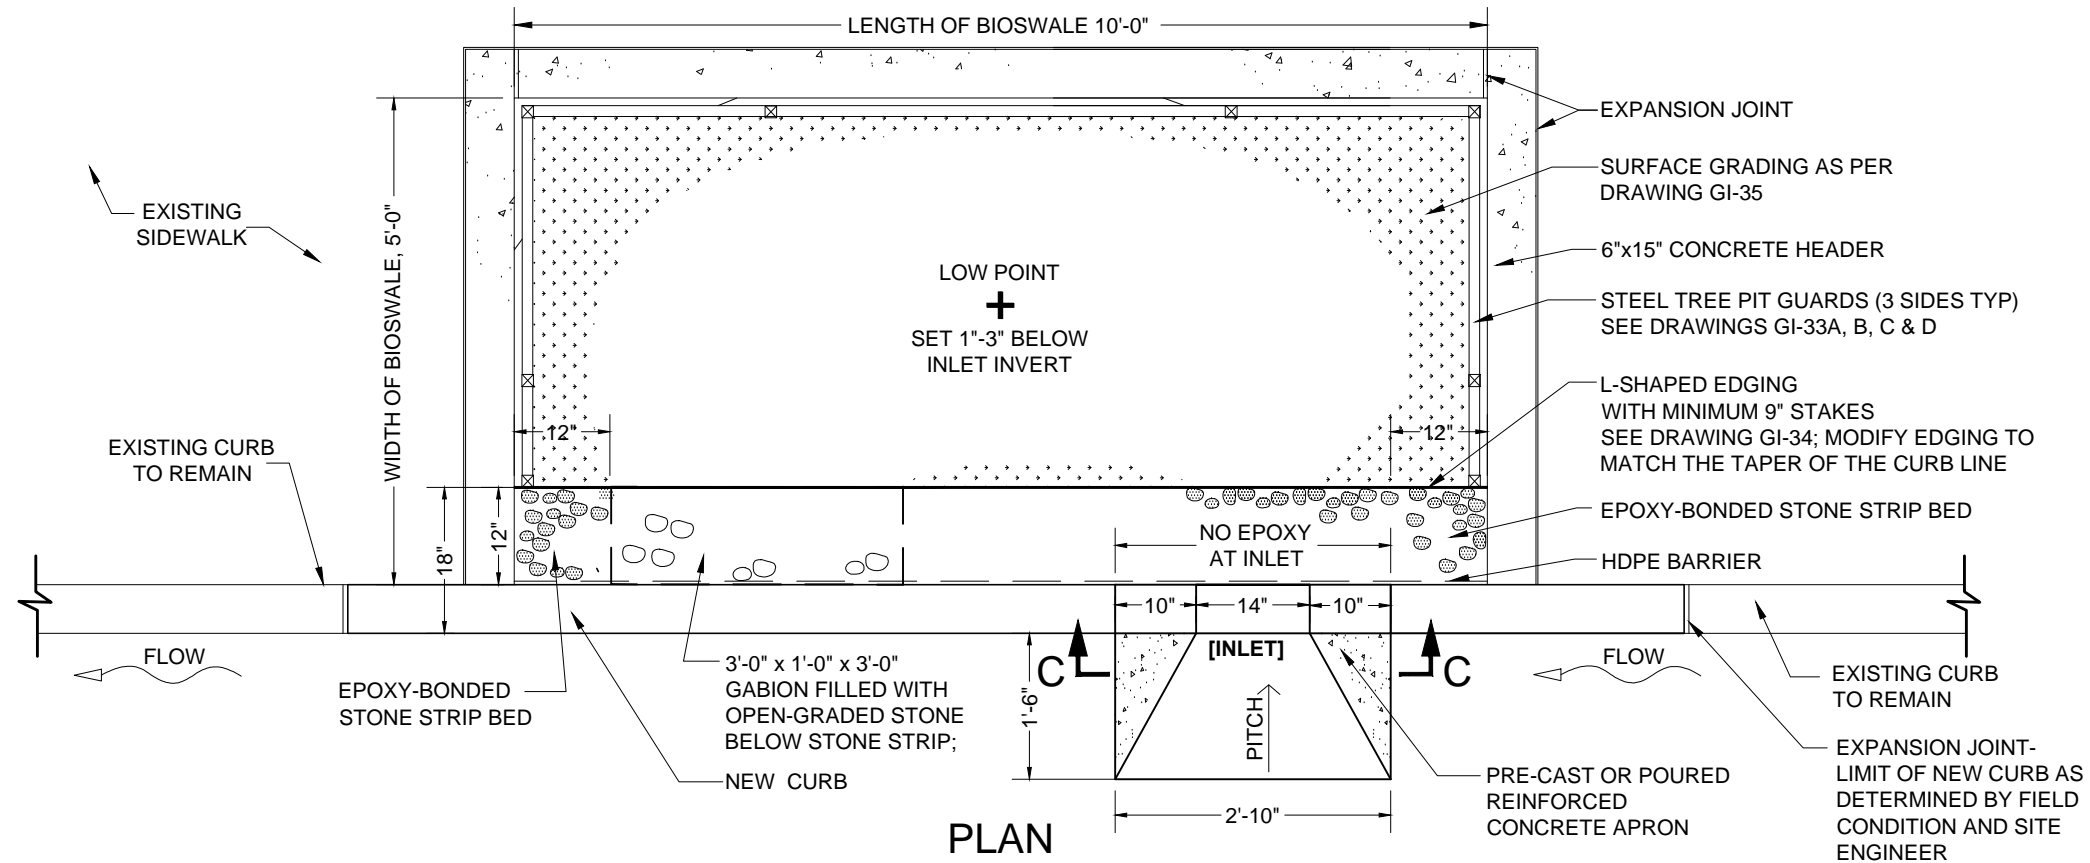 LENGTH OF BIOSWALE 10'-0"
EXPANSION JOINT
SURFACE GRADING AS PER
DRAWING GI-35
6"x15" CONCRETE HEADER
STEEL TREE PIT GUARDS (3 SIDES TYP)
SEE DRAWINGS GI-33A, B, C & D
L-SHAPED EDGING
WITH MINIMUM 9" STAKES
SEE DRAWING GI-34; MODIFY EDGING TO
MATCH THE TAPER OF THE CURB LINE
EPOXY-BONDED STONE STRIP BED
HDPE BARRIER
EXISTING
SIDEWALK
WIDTH OF BIOSWALE, 5'-0"
LOW POINT
SET 1"-3" BELOW
INLET INVERT
EXISTING CURB
TO REMAIN
12"
12"
18"
12"
NO EPOXY
AT INLET
10"
14"
10"
[INLET]
C
C
FLOW
FLOW
1'-6"
PITCH
2'-10"
EPOXY-BONDED
STONE STRIP BED
3'-0" x 1'-0" x 3'-0"
GABION FILLED WITH
OPEN-GRADED STONE
BELOW STONE STRIP;
NEW CURB
PRE-CAST OR POURED
REINFORCED
CONCRETE APRON
EXISTING CURB
TO REMAIN
EXPANSION JOINT-
LIMIT OF NEW CURB AS
DETERMINED BY FIELD
CONDITION AND SITE
ENGINEER
PLAN